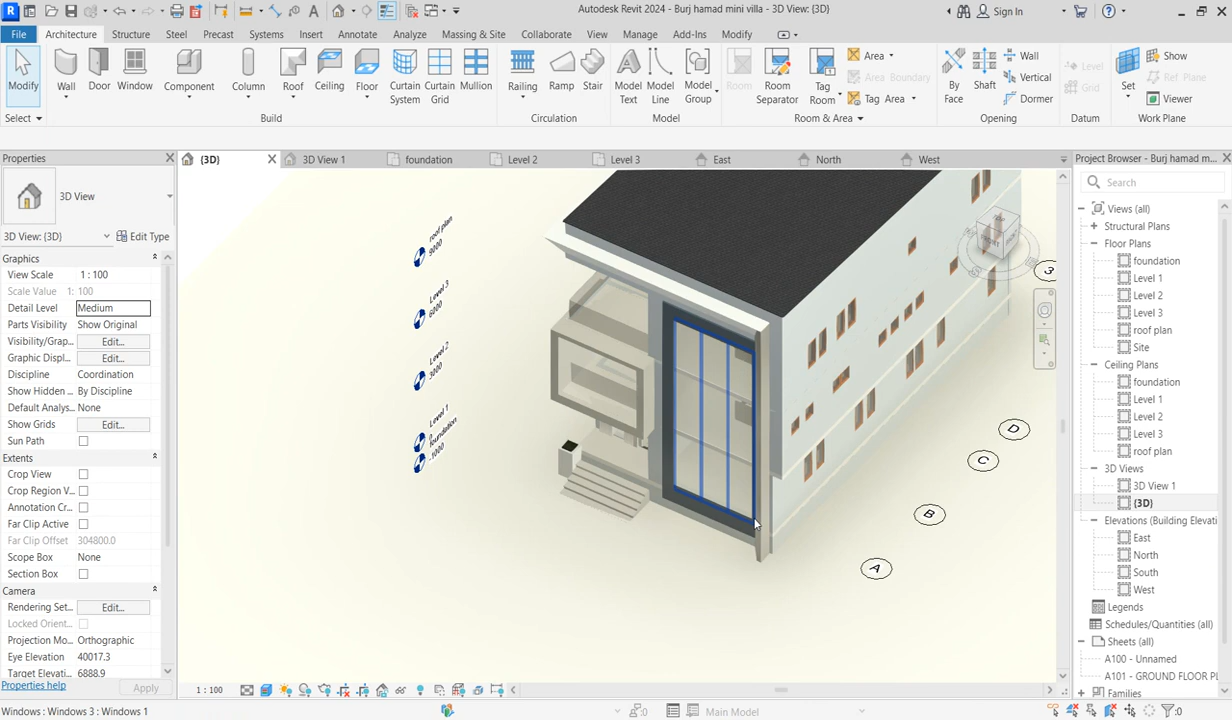 Autodesk Revit 2024 - Burj hamad mini villa - 3D View: {3D}
Sign In
File Architecture Structure Steel Precast Systems Insert Annotate Analyze Massing & Site Collaborate View Manage Add-Ins Modify
Modify Wall Door Window Component Column Roof Ceiling Floor Curtain System Curtain Grid Mullion Railing Ramp Stair Model Text Model Line Model Group Room Room Separator Tag Room Area Area Boundary Tag Area By Face Shaft Wall Vertical Dormer Level Grid Set Show Ref Plane Viewer
Select Build Circulation Model Room & Area Opening Datum Work Plane
Properties
{3D} 3D View 1 foundation Level 2 Level 3 East North West
Project Browser - Burj hamad m...
3D View
Search
3D View: {3D} Edit Type
Graphics
View Scale 1 : 100
Scale Value 1: 100
Detail Level Medium
Parts Visibility Show Original
Visibility/Grap... Edit...
Graphic Displ... Edit...
Discipline Coordination
Show Hidden ... By Discipline
Default Analys... None
Show Grids Edit...
Sun Path
Extents
Crop View
Crop Region V...
Annotation Cr...
Far Clip Active
Far Clip Offset 304800.0
Scope Box None
Section Box
Camera
Rendering Set... Edit...
Locked Orient...
Projection Mo... Orthographic
Eye Elevation 40017.3
Target Elevati... 6888.9
Properties help Apply
roof plan
9000
Level 3
6000
Level 2
3000
Level 1
0
foundation
-1000
FRONT
3
D
C
B
A
Views (all)
Structural Plans
Floor Plans
foundation
Level 1
Level 2
Level 3
roof plan
Site
Ceiling Plans
foundation
Level 1
Level 2
Level 3
roof plan
3D Views
3D View 1
{3D}
Elevations (Building Elevati
East
North
South
West
Legends
Schedules/Quantities (all)
Sheets (all)
A100 - Unnamed
A101 - GROUND FLOOR PL
Families
1 : 100
Windows : Windows 3 : Windows 1
:0
Main Model
:0